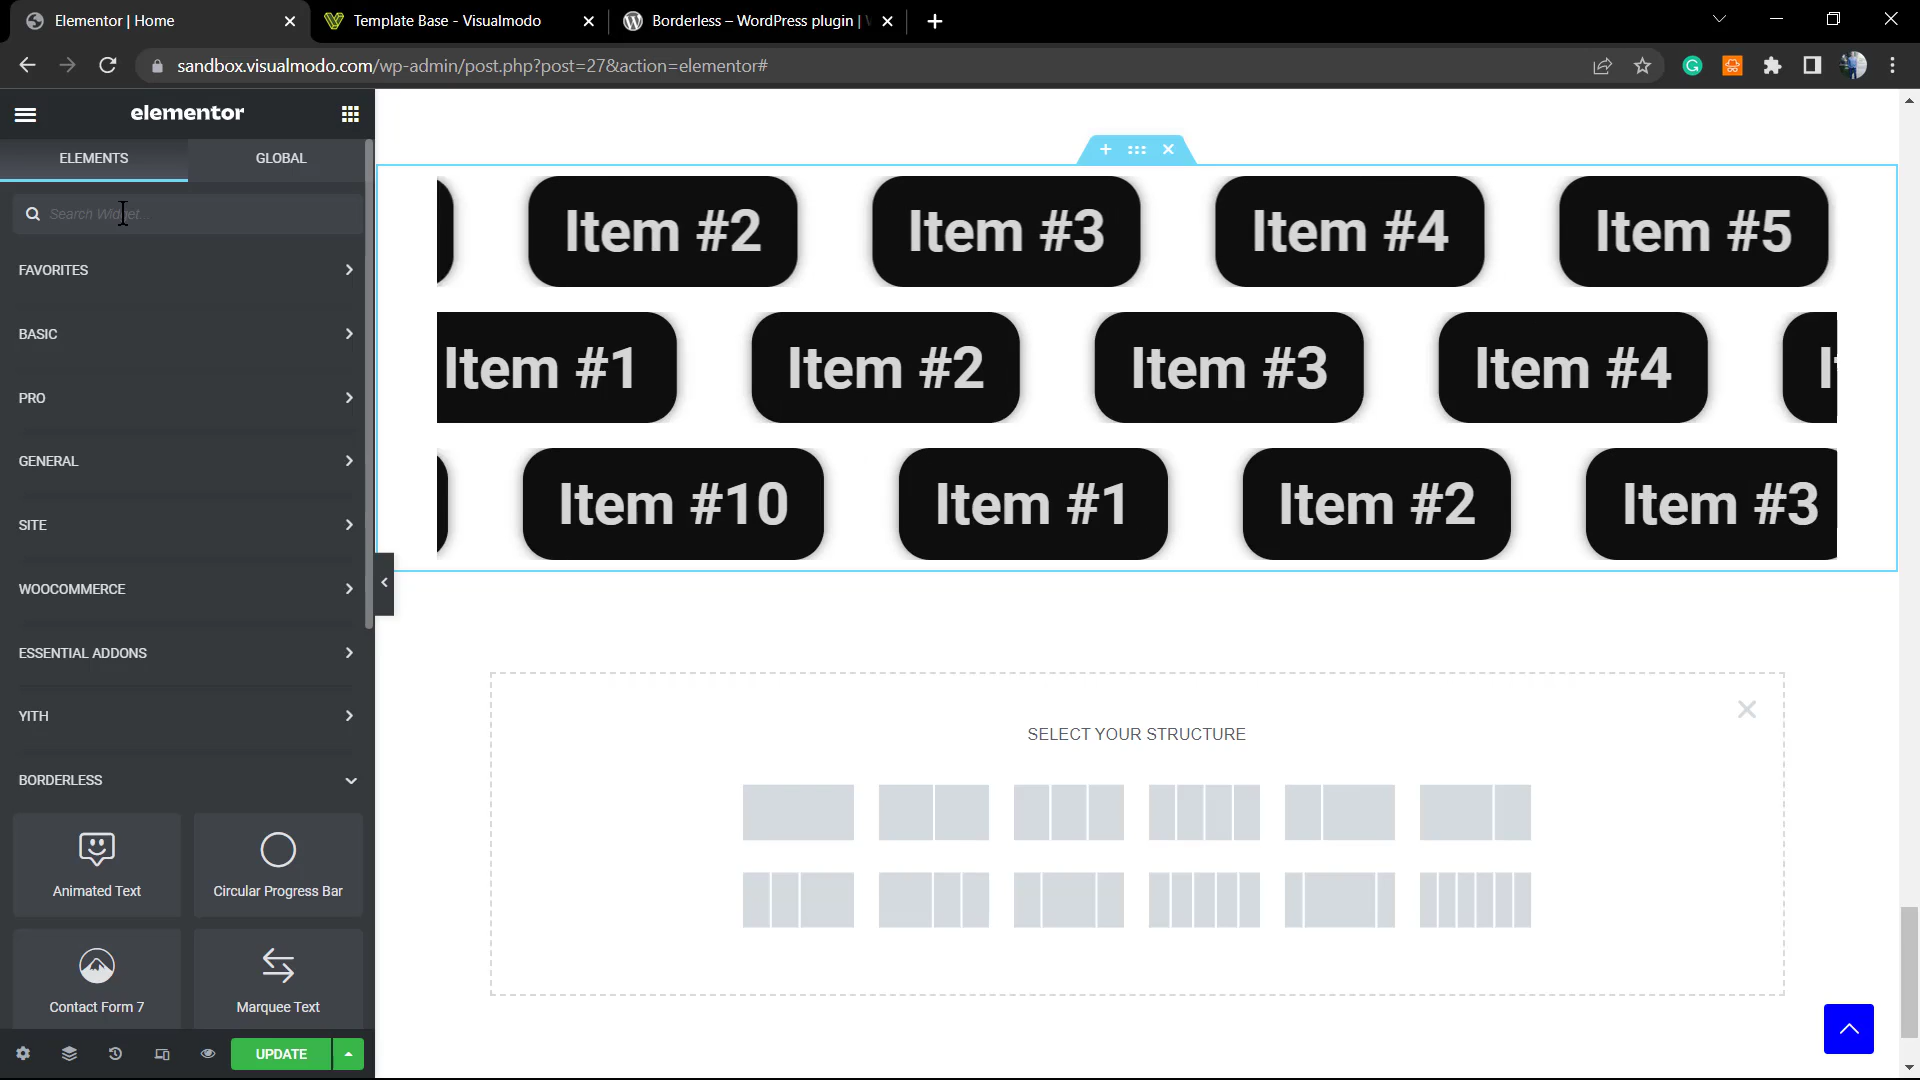 Elementor | Home
Template Base - Visualmodo
Borderless – WordPress plugin |
sandbox.visualmodo.com/wp-admin/post.php?post=27&action=elementor#
elementor
ELEMENTS
GLOBAL
Search Widget...
FAVORITES
BASIC
PRO
GENERAL
SITE
WOOCOMMERCE
ESSENTIAL ADDONS
YITH
BORDERLESS
Animated Text
Circular Progress Bar
Contact Form 7
Marquee Text
UPDATE
Item #2
Item #3
Item #4
Item #5
Item #1
Item #2
Item #3
Item #4
Item #10
Item #1
Item #2
Item #3
SELECT YOUR STRUCTURE